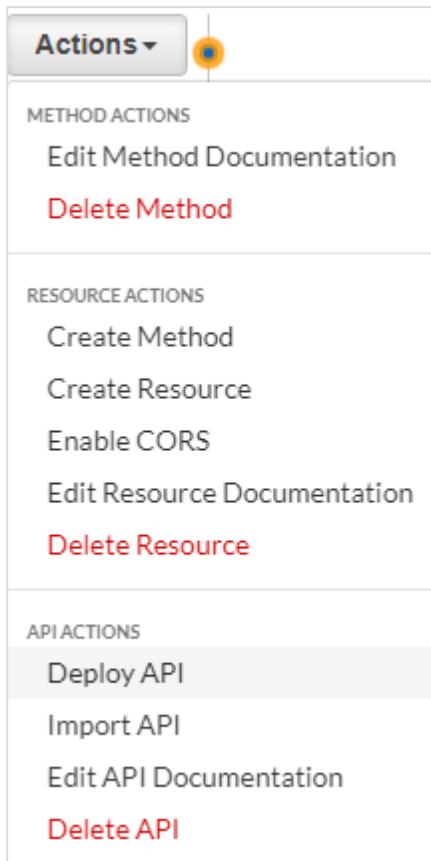 Actions
METHOD ACTIONS
Edit Method Documentation
Delete Method
RESOURCE ACTIONS
Create Method
Create Resource
Enable CORS
Edit Resource Documentation
Delete Resource
API ACTIONS
Deploy API
Import API
Edit API Documentation
Delete API